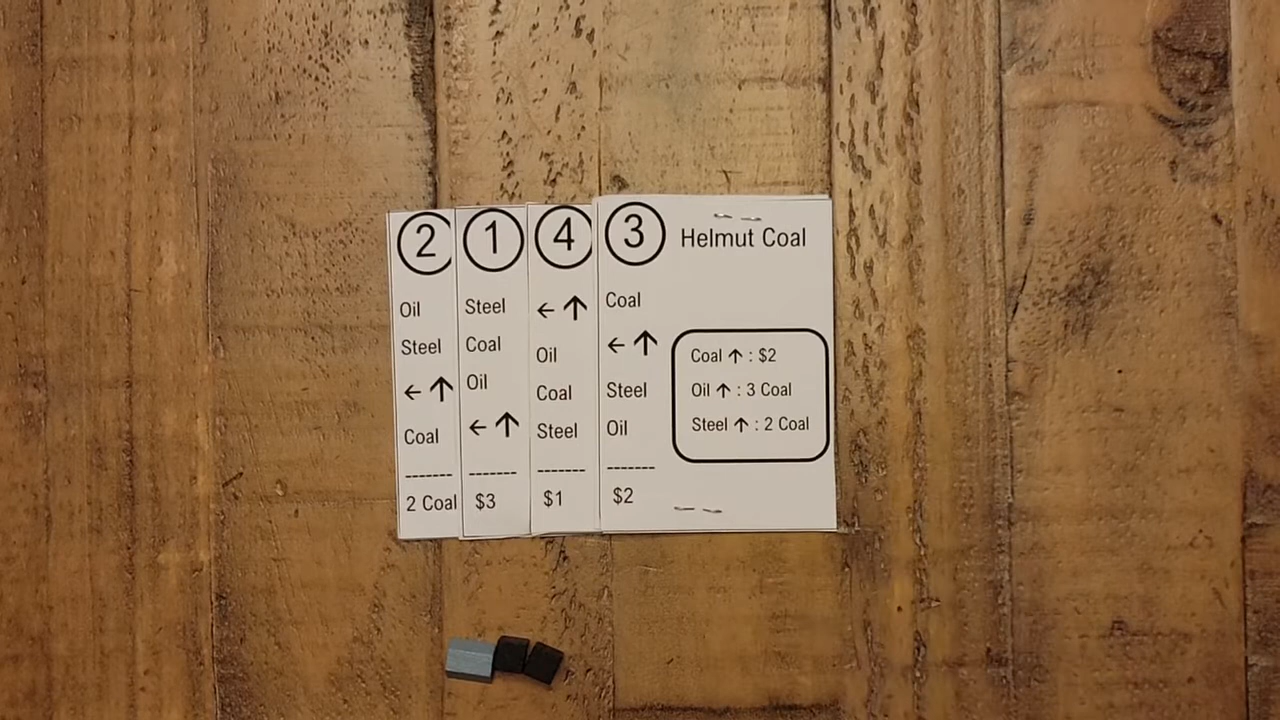 2
Oil
Steel
← ↑
Coal
-------
2 Coal
1
Steel
Coal
Oil
← ↑
-------
$3
4
← ↑
Oil
Coal
Steel
-------
$1
3
Coal
← ↑
Steel
Oil
-------
$2
Helmut Coal
Coal ↑ : $2
Oil ↑ : 3 Coal
Steel ↑ : 2 Coal